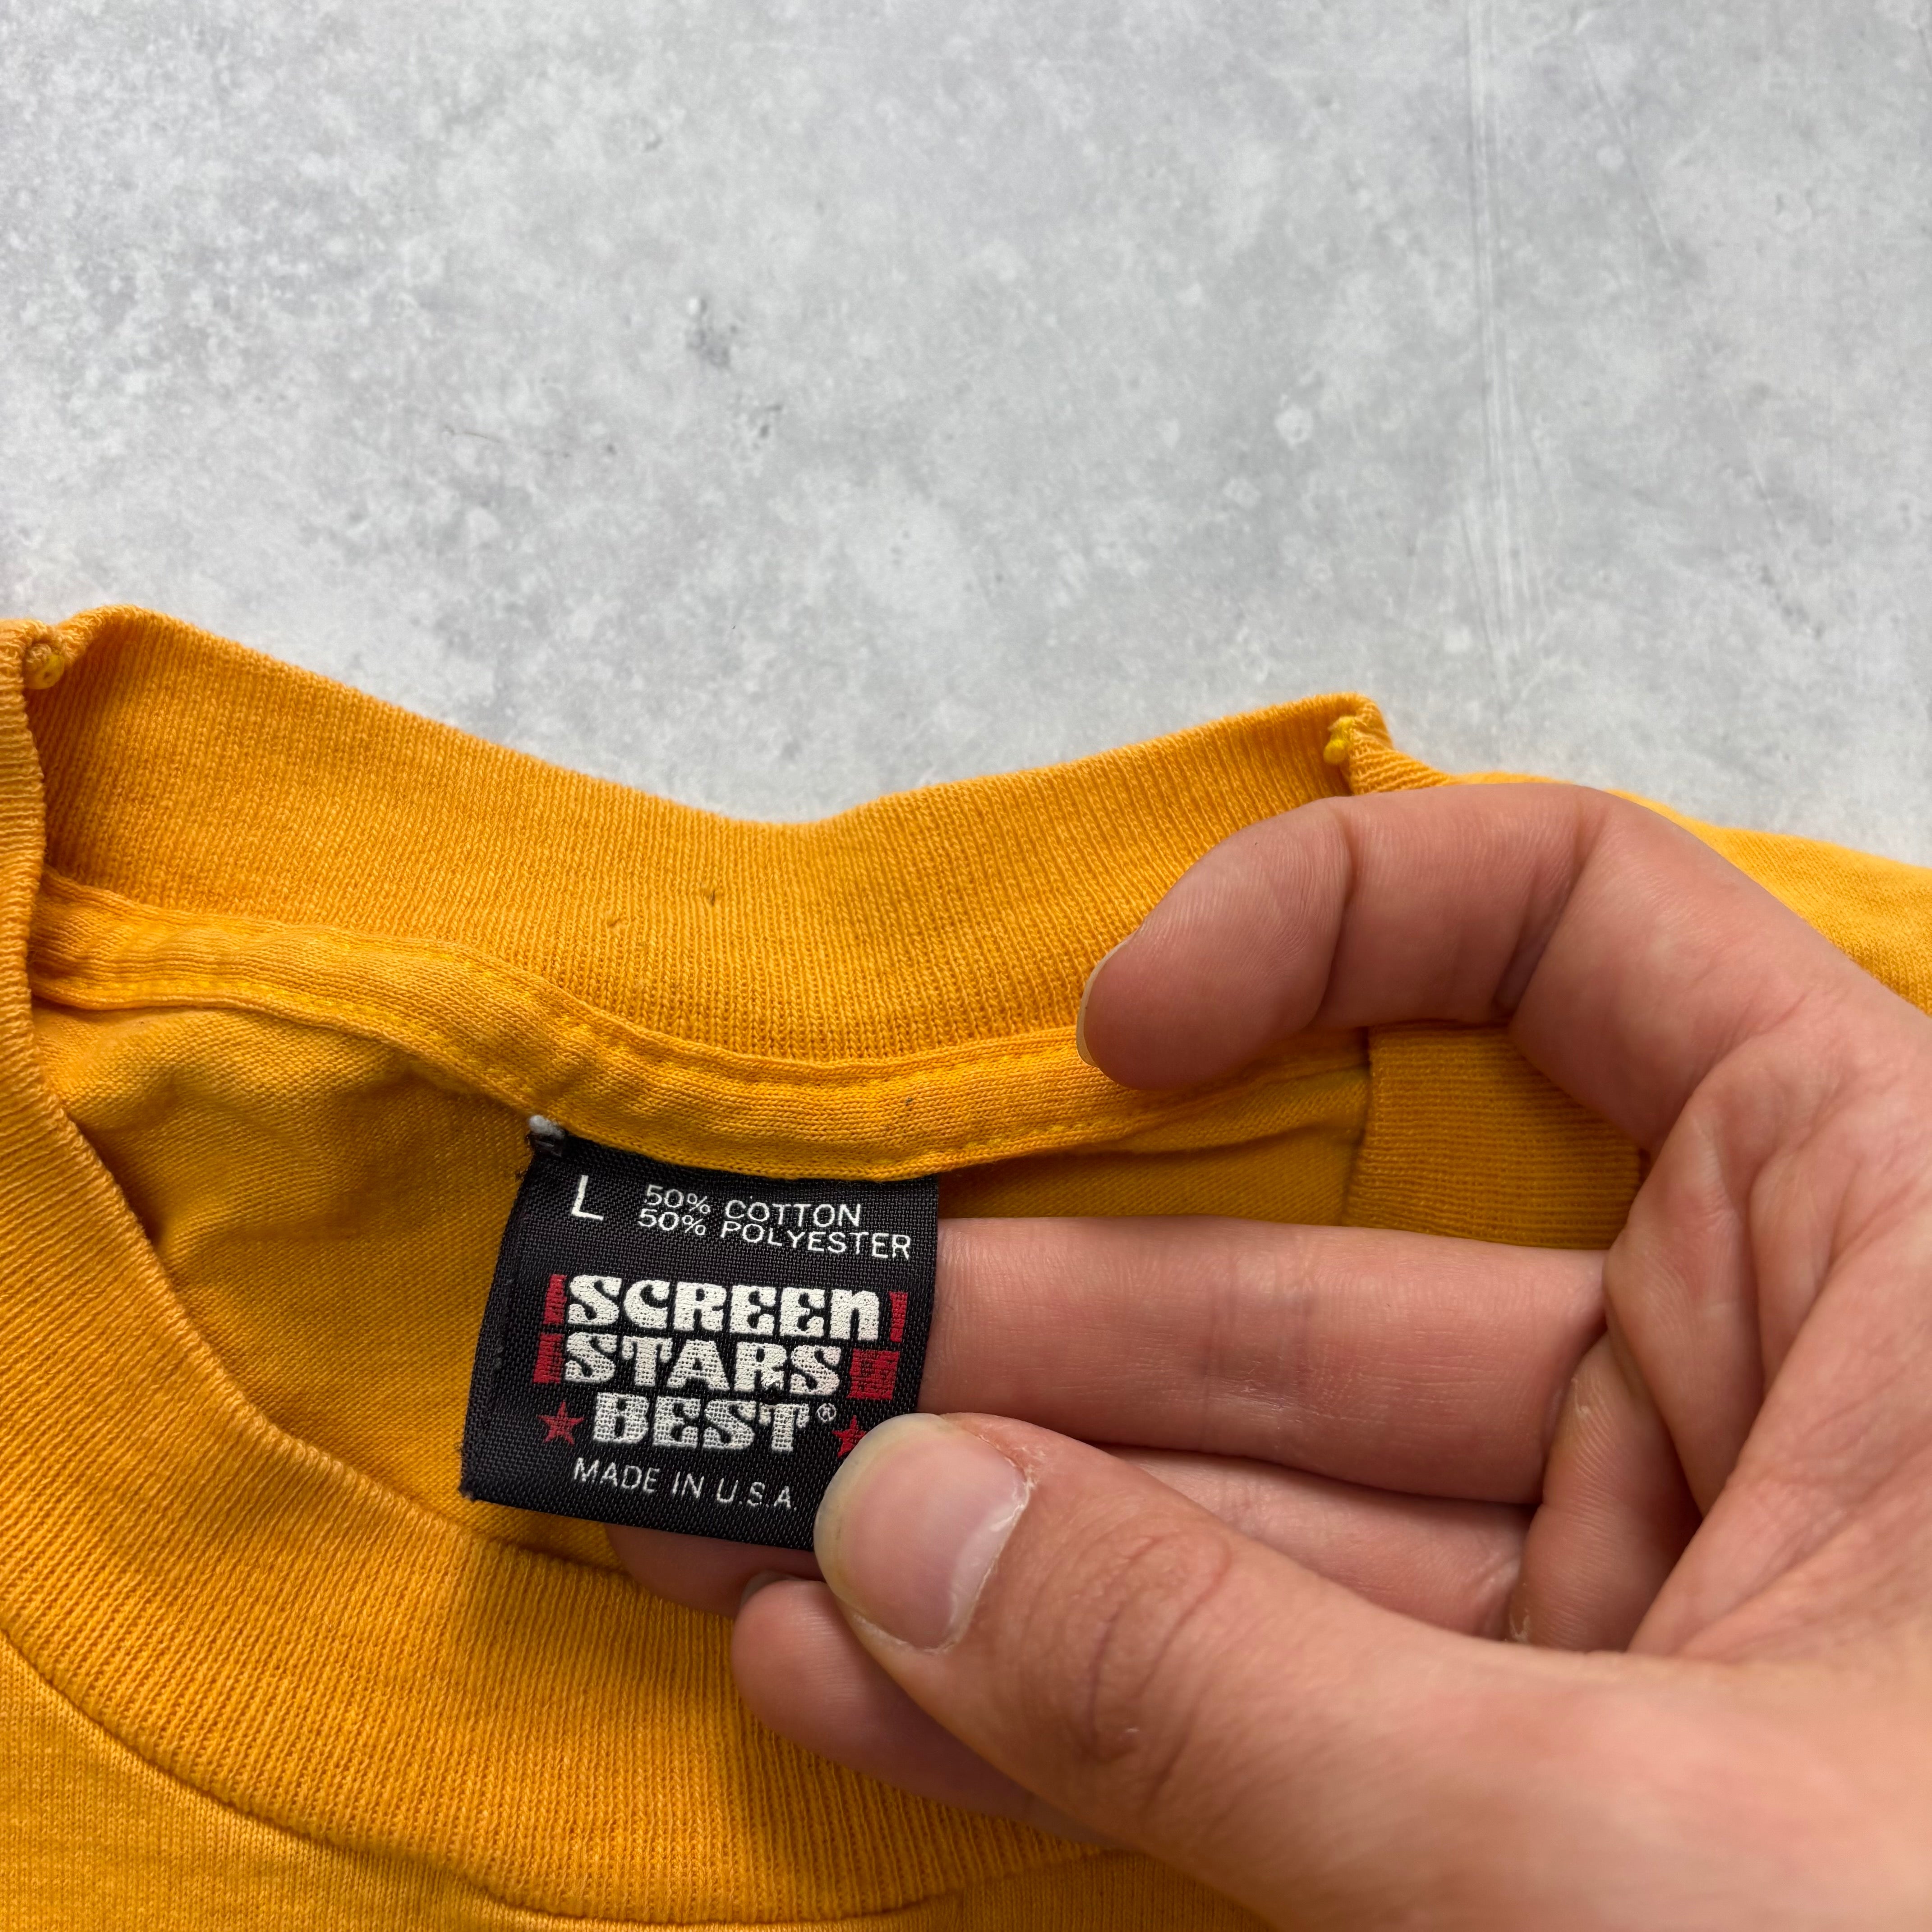 L 50% COTTON
50% POLYESTER
SCREEN
STARS
BEST®
MADE IN U.S.A